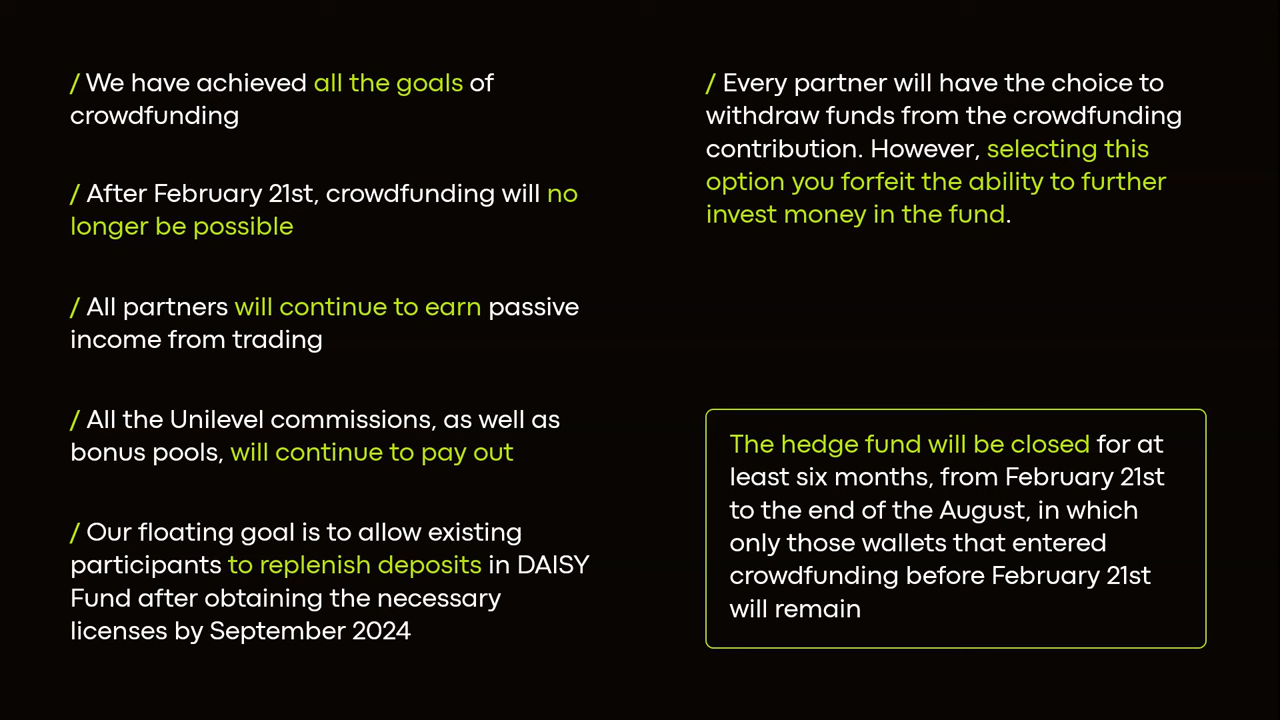 / We have achieved all the goals of
crowdfunding
/ After February 21st, crowdfunding will no
longer be possible
/ All partners will continue to earn passive
income from trading
/ All the Unilevel commissions, as well as
bonus pools, will continue to pay out
/ Our floating goal is to allow existing
participants to replenish deposits in DAISY
Fund after obtaining the necessary
licenses by September 2024
/ Every partner will have the choice to
withdraw funds from the crowdfunding
contribution. However, selecting this
option you forfeit the ability to further
invest money in the fund.
The hedge fund will be closed for at
least six months, from February 21st
to the end of the August, in which
only those wallets that entered
crowdfunding before February 21st
will remain